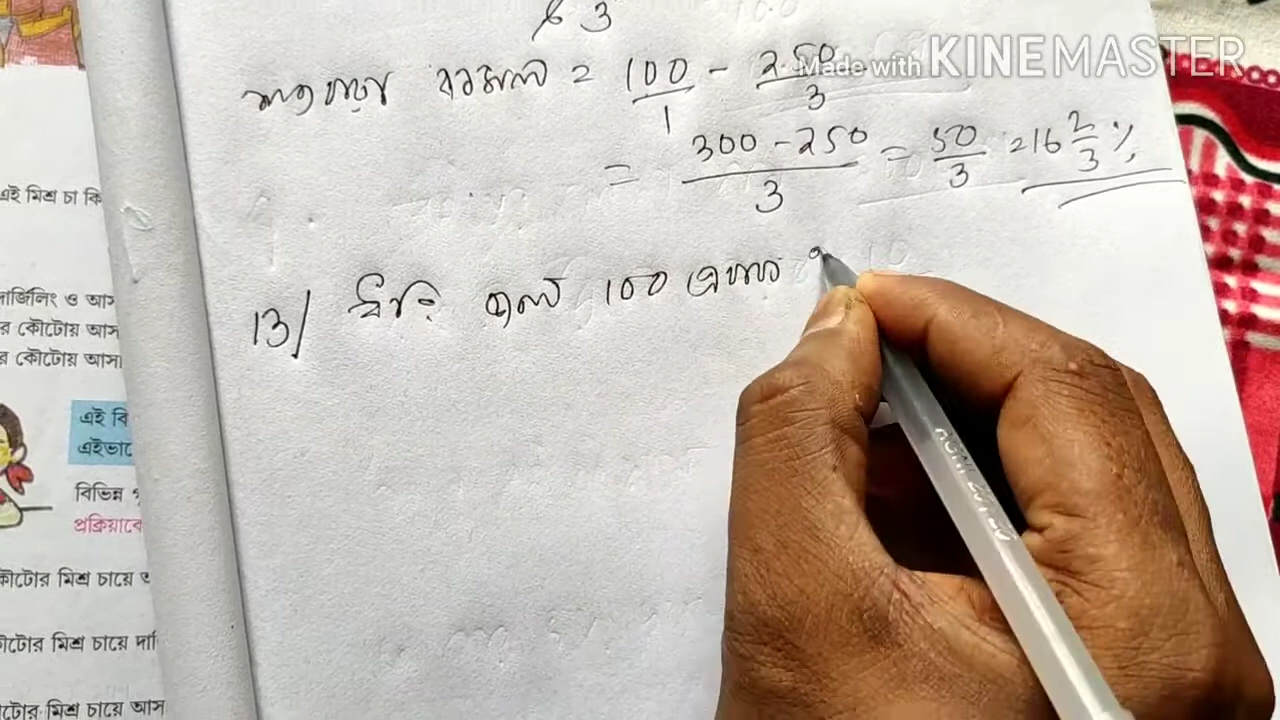 Made with KINEMASTER
3
শতকরা = 100/1 - 250/3
= 300 - 250/3 = 50/3 = 16 2/3 %
13/ ধরি 100
এই মিশ্র চা কি
দার্জিলিং ও আস
র কৌটোয় আস
র কৌটোয় আসা
এই বি
এইভাবে
বিভিন্ন
প্রক্রিয়াকে
কৌটোর মিশ্র চায়ে
কৌটোর মিশ্র চায়ে দা
টোর মিশ্র চায়ে আস
AGNI